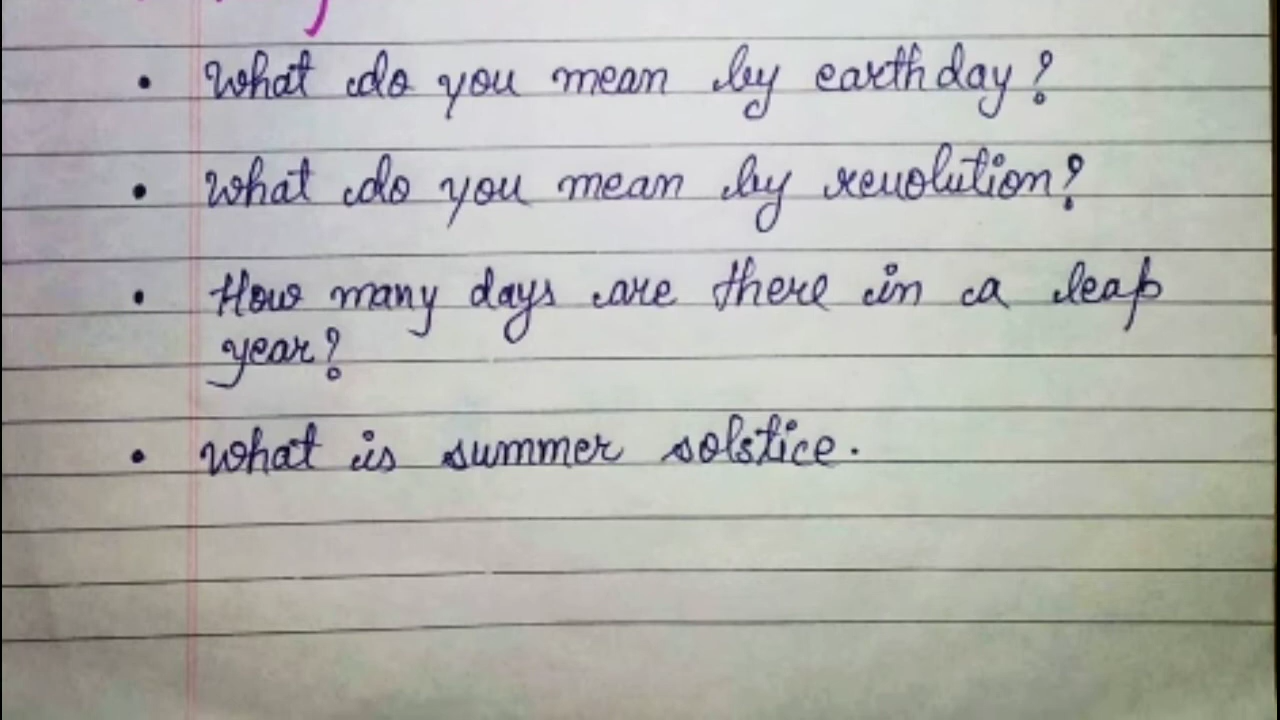 • What do you mean by earthday?
• What do you mean by revolution?
• How many days are there in a leap
year?
• What is summer solstice.